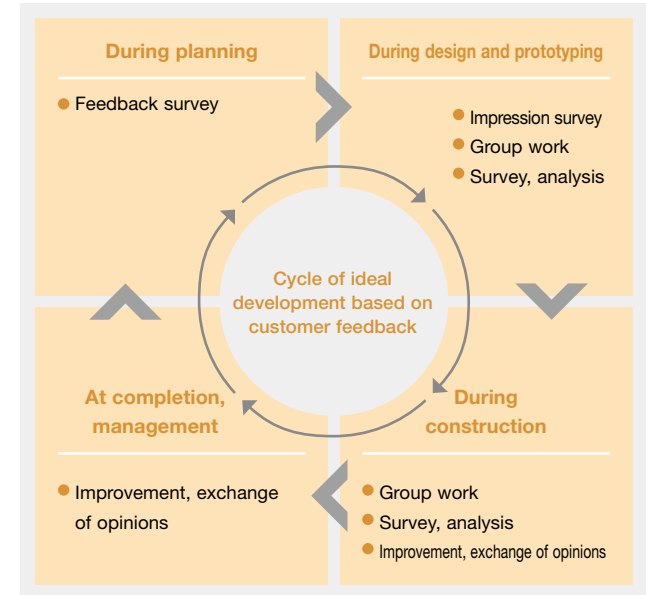 During planning
Feedback survey
During design and prototyping
Impression survey
Group work
Survey, analysis
Cycle of ideal
development based on
customer feedback
At completion,
management
Improvement, exchange
of opinions
During
construction
Group work
Survey, analysis
Improvement, exchange of opinions